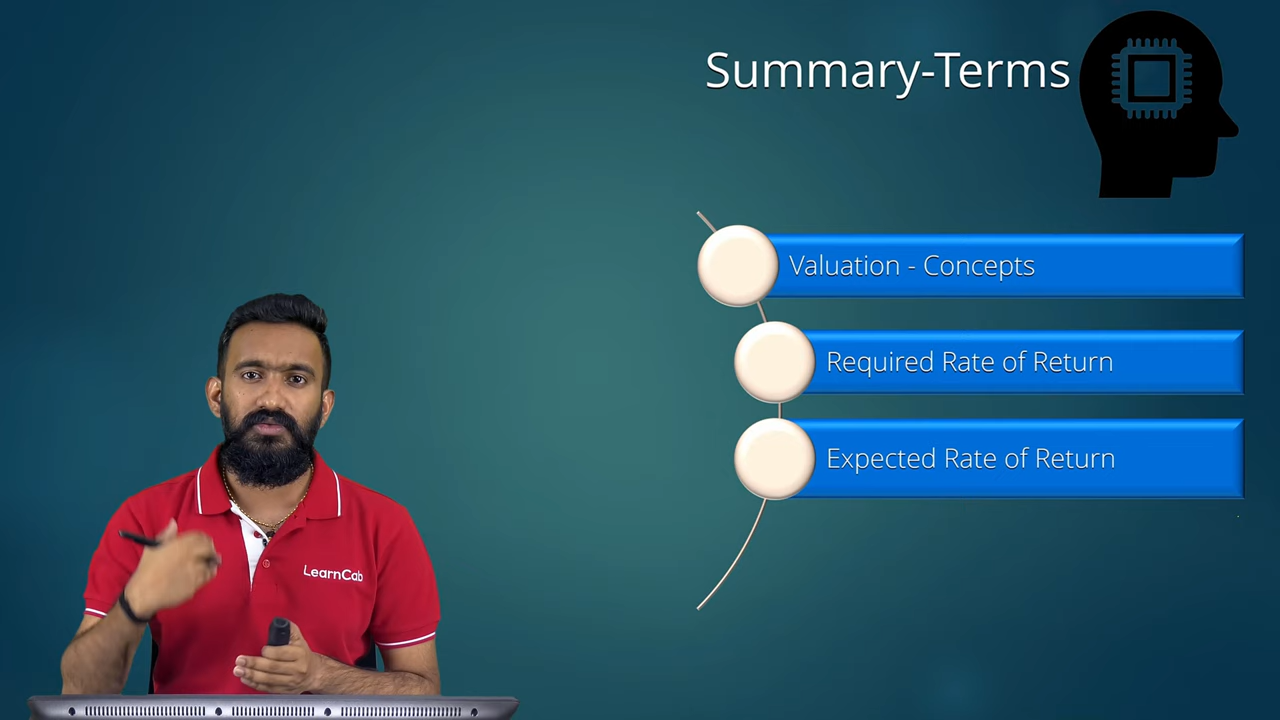 Summary-Terms
Valuation - Concepts
Required Rate of Return
Expected Rate of Return
LearnCab